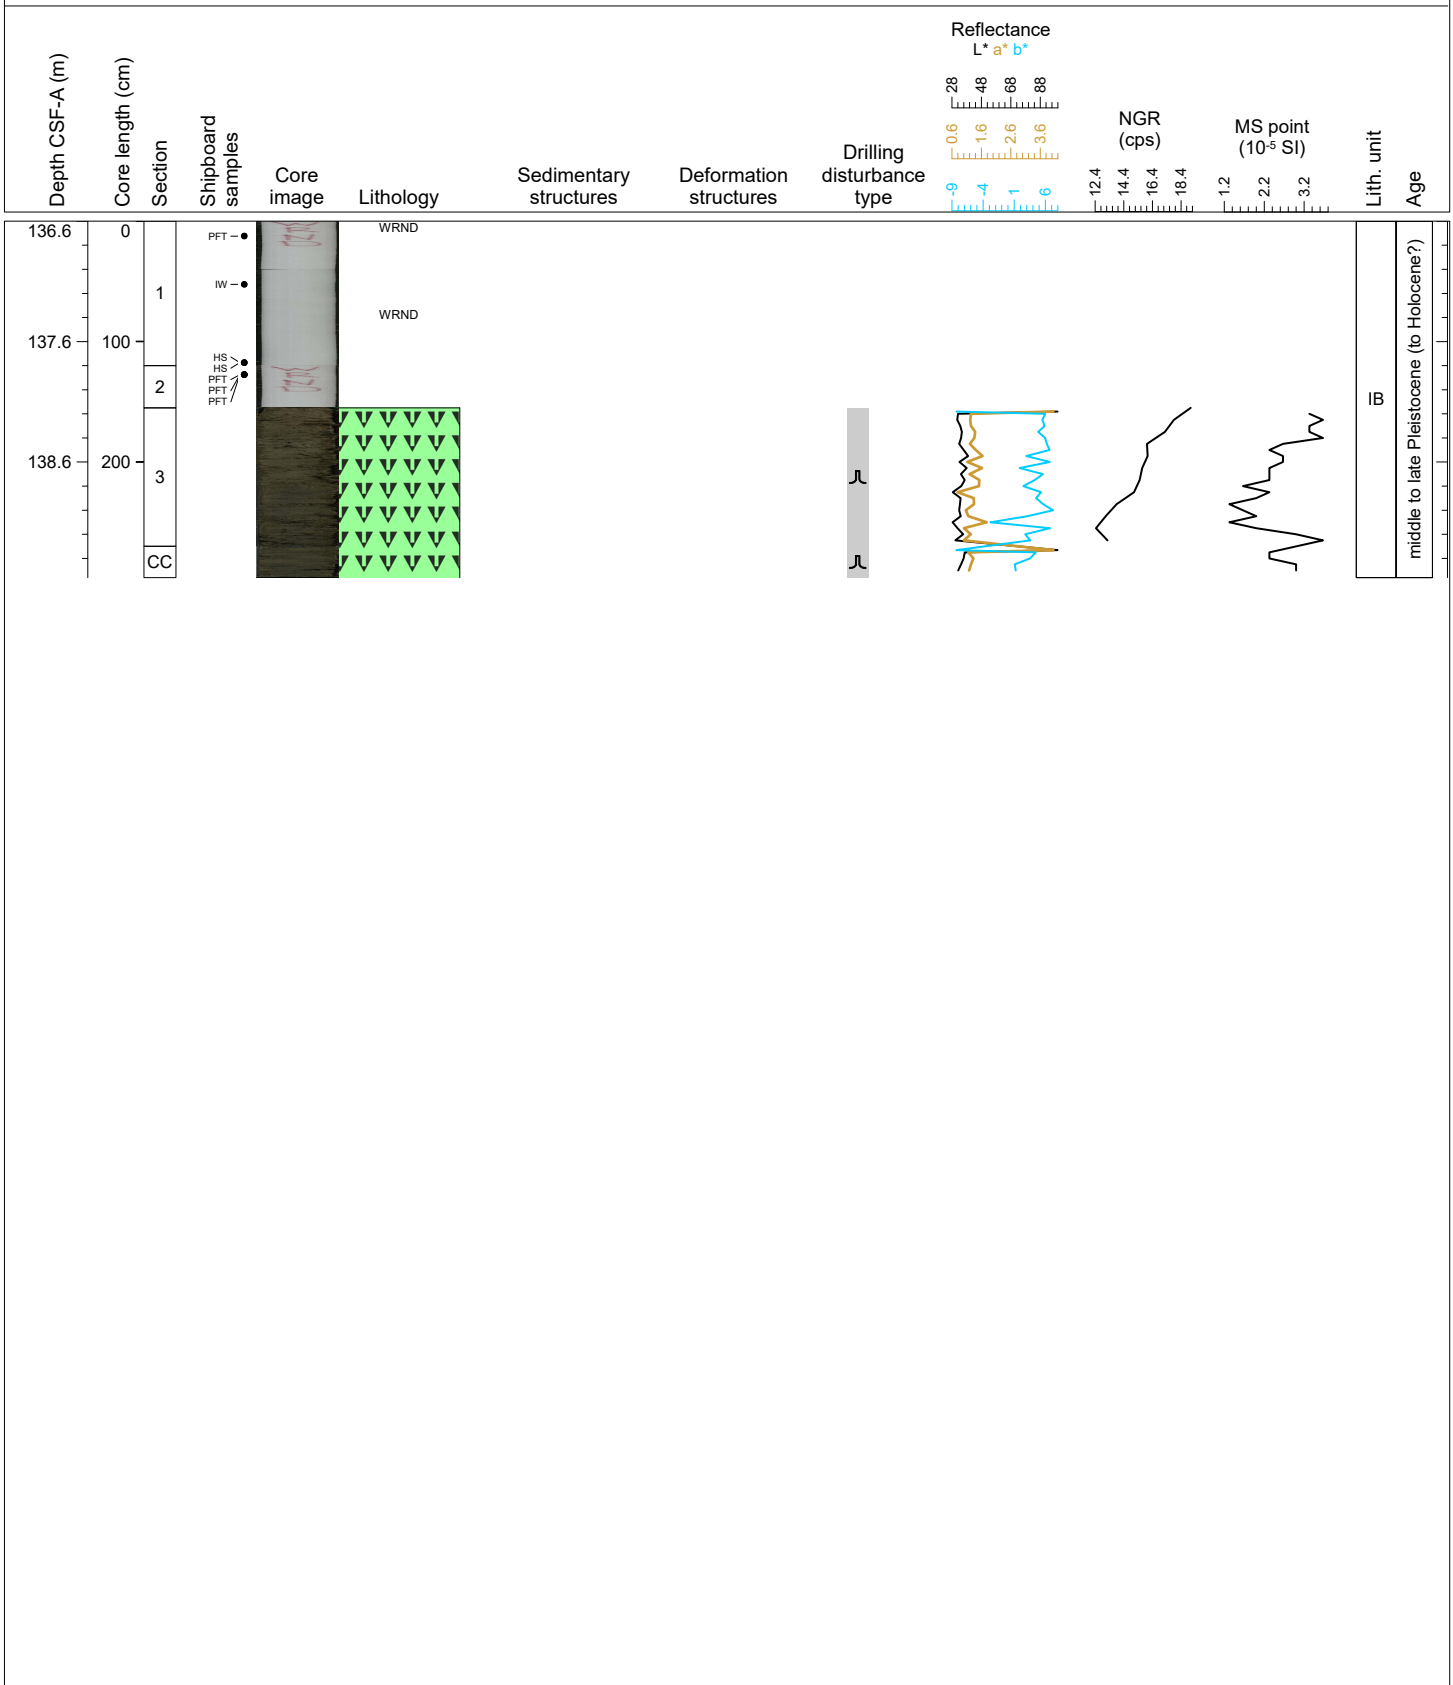 Depth CSF-A (m)
Core length (cm)
Section
Shipboard
samples
Core
image
Lithology
Sedimentary
structures
Deformation
structures
Drilling
disturbance
type
Reflectance
L* a* b*
28 48 68 88
0.6 1.6 2.6 3.6
-9 -4 1 6
NGR
(cps)
12.4 14.4 16.4 18.4
MS point
(10-5 SI)
1.2 2.2 3.2
Lith. unit
Age
136.6
137.6
138.6
0
100
200
1
2
3
CC
PFT
IW
HS
HS
PFT
PFT
PFT
WRND
WRND
IB
middle to late Pleistocene (to Holocene?)